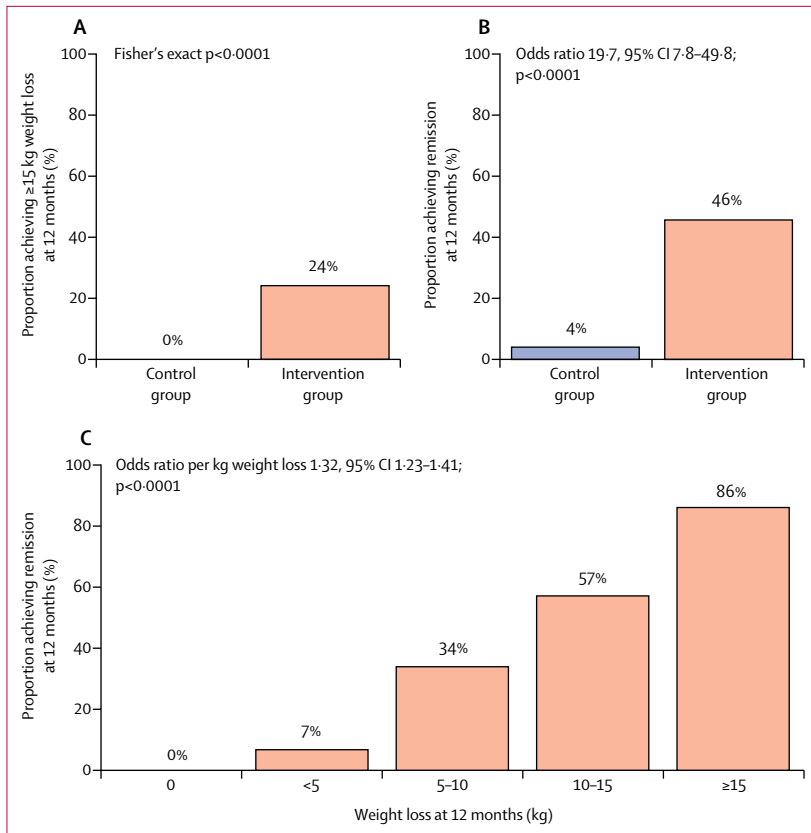 A
Fisher's exact p<0·0001
100
80
60
40
20
0
Proportion achieving ≥15 kg weight loss
at 12 months (%)
0%
24%
Control
group
Intervention
group
B
Odds ratio 19·7, 95% CI 7·8–49·8;
p<0·0001
100
80
60
40
20
0
Proportion achieving remission
at 12 months (%)
4%
46%
Control
group
Intervention
group
C
Odds ratio per kg weight loss 1·32, 95% CI 1·23–1·41;
p<0·0001
100
80
60
40
20
0
Proportion achieving remission
at 12 months (%)
0%
7%
34%
57%
86%
0
<5
5–10
10–15
≥15
Weight loss at 12 months (kg)